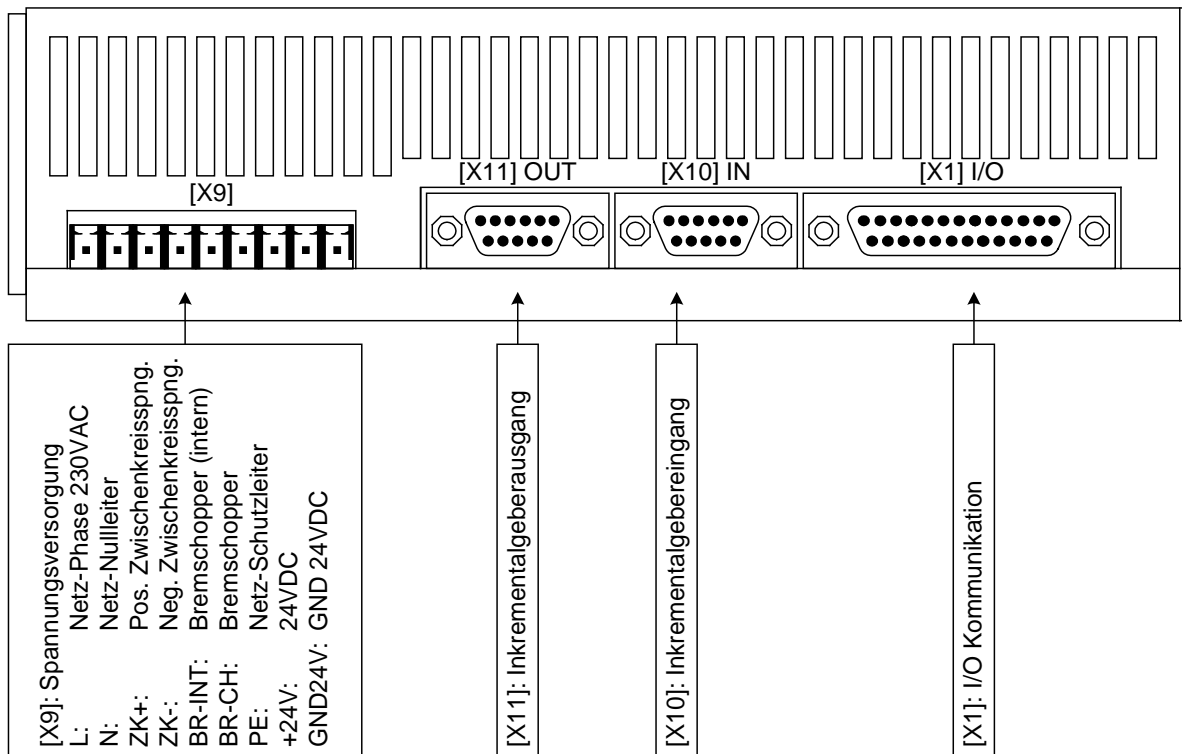 [X11] OUT
[X10] IN
[X1] I/O
[X9]
[X9]: Spannungsversorgung
L: Netz-Phase 230VAC
N: Netz-Nullleiter
ZK+: Pos. Zwischenkreisspng.
ZK-: Neg. Zwischenkreisspng.
BR-INT: Bremschopper (intern)
BR-CH: Bremschopper
PE: Netz-Schutzleiter
+24V: 24VDC
GND24V: GND 24VDC
[X11]: Inkrementalgeberausgang
[X10]: Inkrementalgebereingang
[X1]: I/O Kommunikation